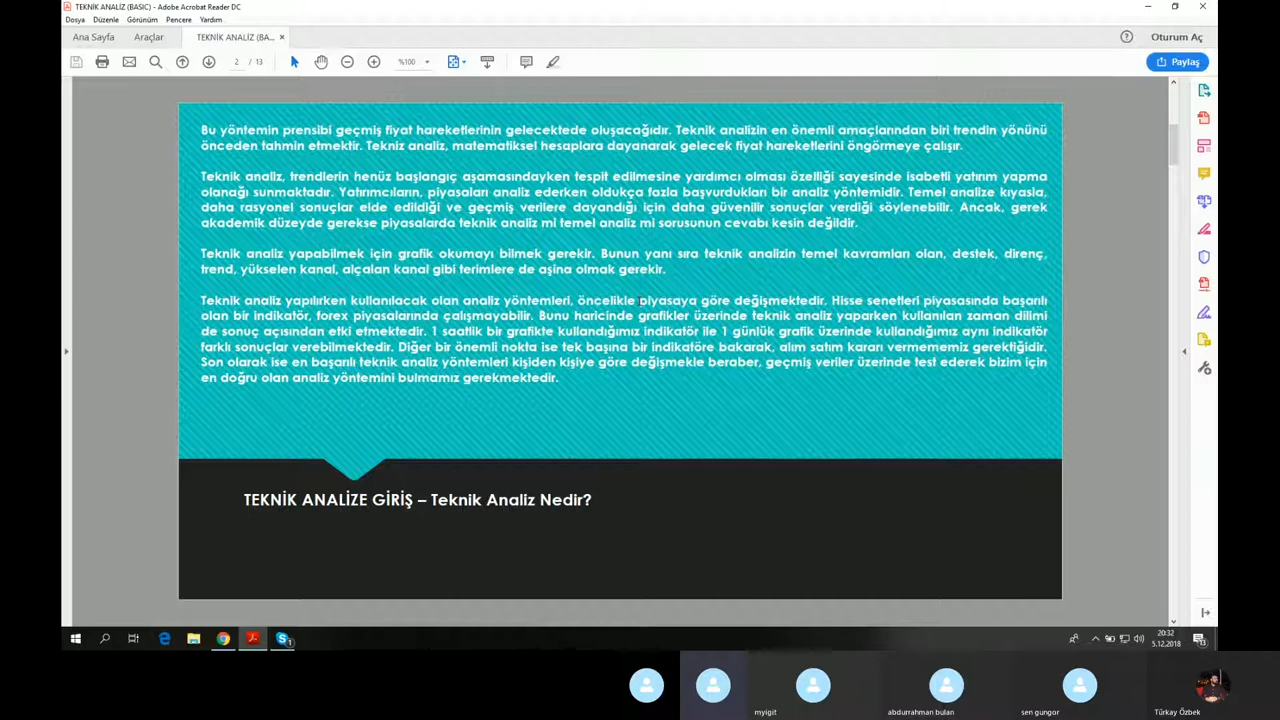 TEKNİK ANALİZ (BASIC) - Adobe Acrobat Reader DC
Dosya Düzenle Görünüm Pencere Yardım
Ana Sayfa Araçlar TEKNİK ANALİZ (BA... × Oturum Aç
2 / 13 %100 Paylaş
Bu yöntemin prensibi geçmiş fiyat hareketlerinin gelecektede oluşacağıdır. Teknik analizin en önemli amaçlarından biri trendin yönünü
önceden tahmin etmektir. Tekniz analiz, matematiksel hesaplara dayanarak gelecek fiyat hareketlerini öngörmeye çalışır.
Teknik analiz, trendlerin henüz başlangıç aşamasındayken tespit edilmesine yardımcı olması özelliği sayesinde isabetli yatırım yapma
olanağı sunmaktadır. Yatırımcıların, piyasaları analiz ederken oldukça fazla başvurdukları bir analiz yöntemidir. Temel analize kıyasla,
daha rasyonel sonuçlar elde edildiği ve geçmiş verilere dayandığı için daha güvenilir sonuçlar verdiği söylenebilir. Ancak, gerek
akademik düzeyde gerekse piyasalarda teknik analiz mi temel analiz mi sorusunun cevabı kesin değildir.
Teknik analiz yapabilmek için grafik okumayı bilmek gerekir. Bunun yanı sıra teknik analizin temel kavramları olan, destek, direnç,
trend, yükselen kanal, alçalan kanal gibi terimlere de aşina olmak gerekir.
Teknik analiz yapılırken kullanılacak olan analiz yöntemleri, öncelikle piyasaya göre değişmektedir. Hisse senetleri piyasasında başarılı
olan bir indikatör, forex piyasalarında çalışmayabilir. Bunu haricinde grafikler üzerinde teknik analiz yaparken kullanılan zaman dilimi
de sonuç açısından etki etmektedir. 1 saatlik bir grafikte kullandığımız indikatör ile 1 günlük grafik üzerinde kullandığımız aynı indikatör
farklı sonuçlar verebilmektedir. Diğer bir önemli nokta ise tek başına bir indikatöre bakarak, alım satım kararı vermememiz gerektiğidir.
Son olarak ise en başarılı teknik analiz yöntemleri kişiden kişiye göre değişmekle beraber, geçmiş veriler üzerinde test ederek bizim için
en doğru olan analiz yöntemini bulmamız gerekmektedir.
TEKNİK ANALİZE GİRİŞ – Teknik Analiz Nedir?
20:32
5.12.2018
myigit abdurrahman bulan sen gungor Türkay Özbek